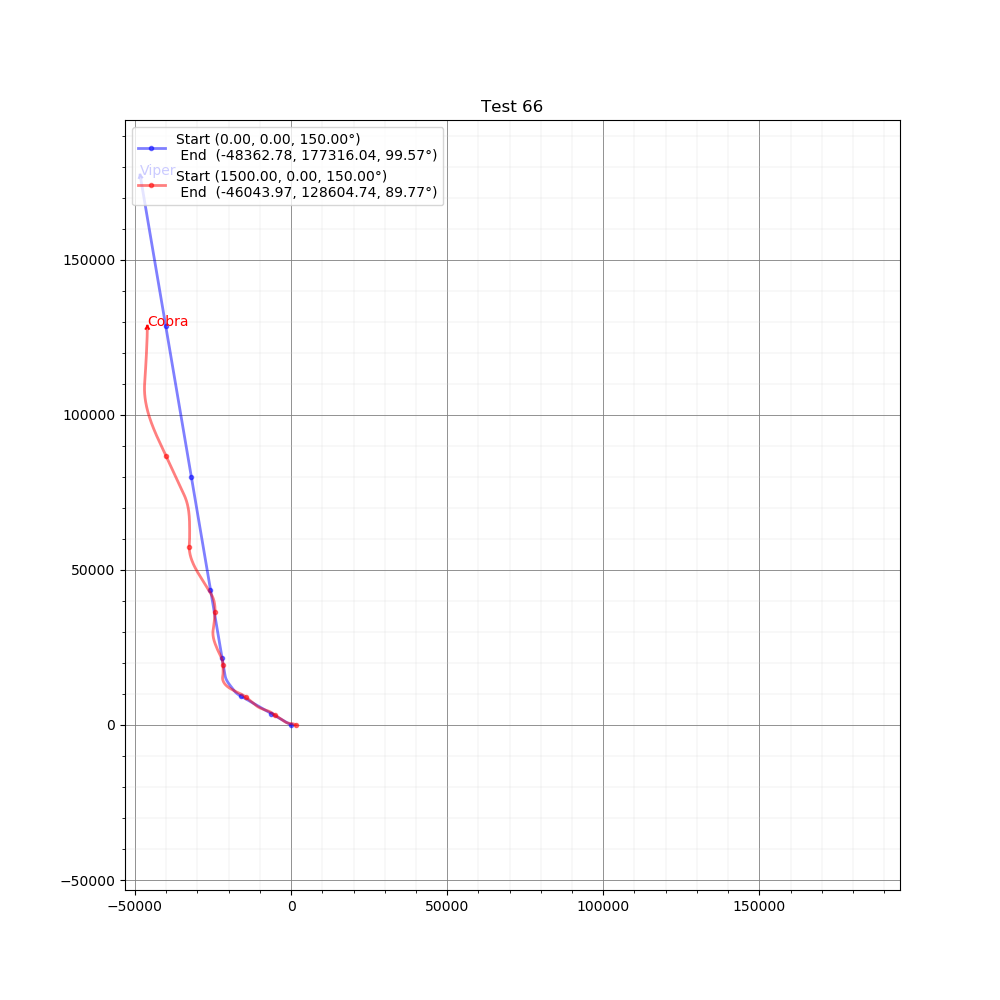 Test 66
Start (0.00, 0.00, 150.00°)
End (-48362.78, 177316.04, 99.57°)
Start (1500.00, 0.00, 150.00°)
End (-46043.97, 128604.74, 89.77°)
Viper
Cobra
150000
100000
50000
0
−50000
−50000
0
50000
100000
150000